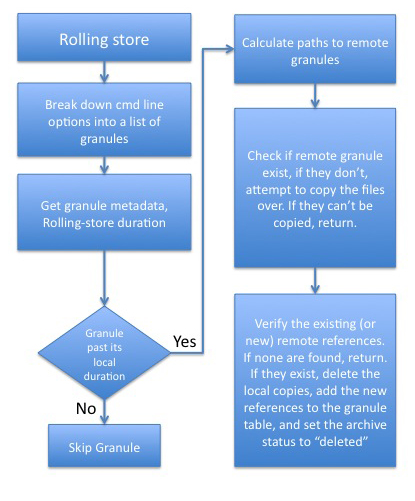 Rolling store
Break down cmd line
options into a list of
granules
Get granule metadata,
Rolling-store duration
Granule
past its
local
duration
Yes
No
Skip Granule
Calculate paths to remote
granules
Check if remote granule
exist, if they don't,
attempt to copy the files
over. If they can't be
copied, return.
Verify the existing (or
new) remote references.
If none are found, return.
If they exist, delete the
local copies, add the new
references to the granule
table, and set the archive
status to “deleted”